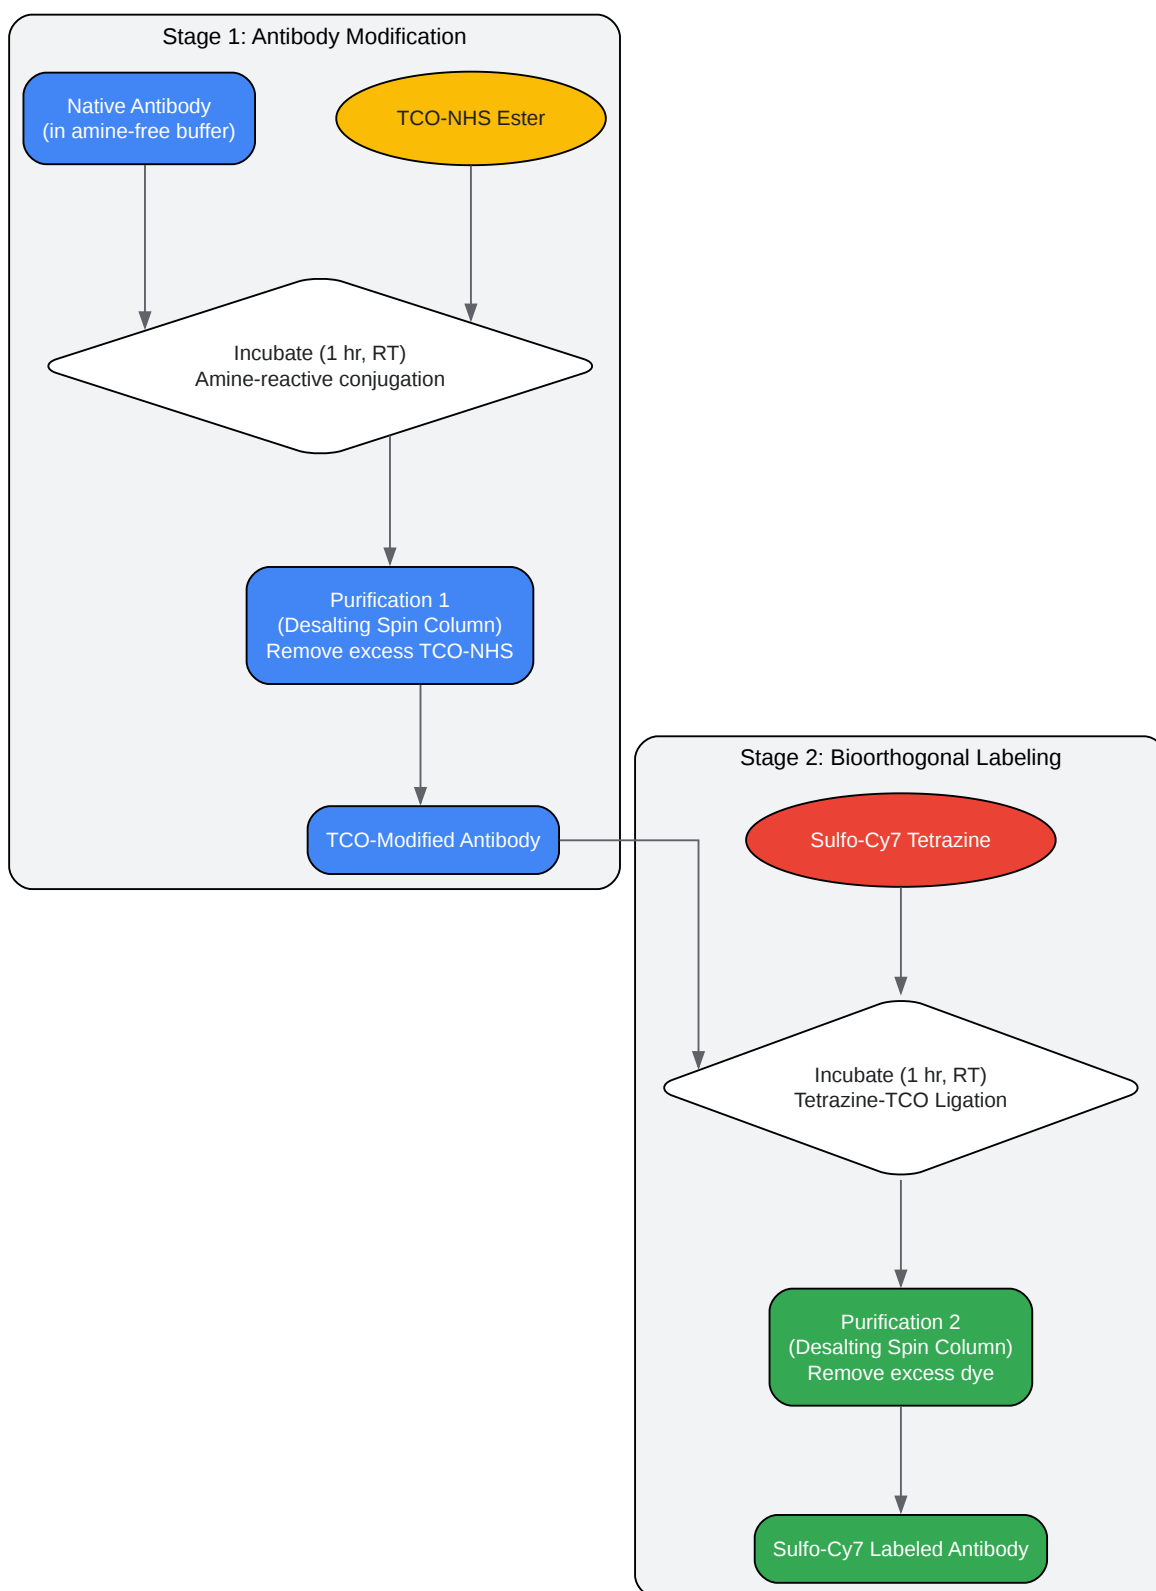 Stage 1: Antibody Modification
Native Antibody
(in amine-free buffer)
TCO-NHS Ester
Incubate (1 hr, RT)
Amine-reactive conjugation
Purification 1
(Desalting Spin Column)
Remove excess TCO-NHS
TCO-Modified Antibody
Stage 2: Bioorthogonal Labeling
Sulfo-Cy7 Tetrazine
Incubate (1 hr, RT)
Tetrazine-TCO Ligation
Purification 2
(Desalting Spin Column)
Remove excess dye
Sulfo-Cy7 Labeled Antibody